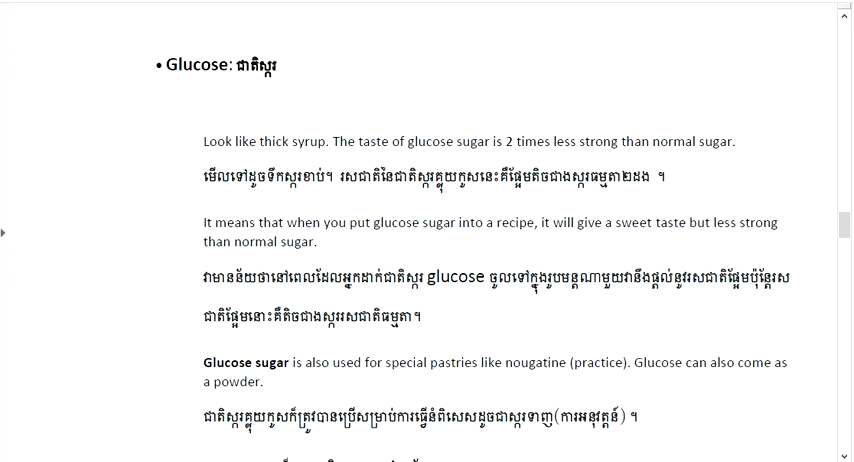 • Glucose: ជាតិស្ករ
Look like thick syrup. The taste of glucose sugar is 2 times less strong than normal sugar.
មើលទៅដូចទឹកស្ករខាប់។ រសជាតិនៃជាតិស្ករគ្លុយកូសនេះគឺផ្អែមតិចជាងស្ករធម្មតា២ដង ។
It means that when you put glucose sugar into a recipe, it will give a sweet taste but less strong
than normal sugar.
វាមានន័យថានៅពេលដែលអ្នកដាក់ជាតិស្ករ glucose ចូលទៅក្នុងរូបមន្តណាមួយវានឹងផ្តល់នូវរសជាតិផ្អែមប៉ុន្តែរស
ជាតិផ្អែមនោះគឺតិចជាងស្កររសជាតិធម្មតា។
Glucose sugar is also used for special pastries like nougatine (practice). Glucose can also come as
a powder.
ជាតិស្ករគ្លុយកូសក៏ត្រូវបានប្រើសម្រាប់ការធ្វើនំពិសេសដូចជាស្ករទាញ(ការអនុវត្តន៍) ។